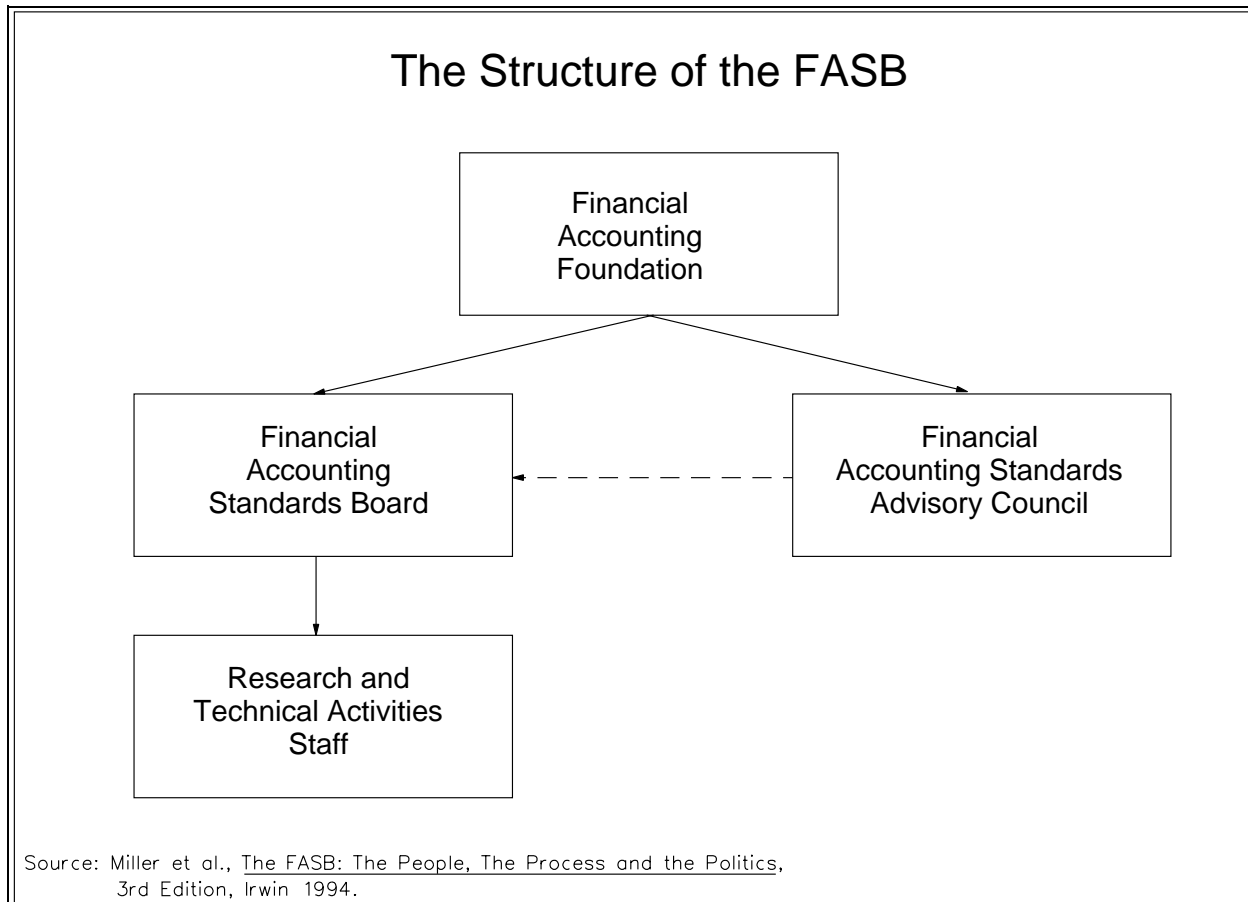 The Structure of the FASB
Financial
Accounting
Foundation
Financial
Accounting
Standards Board
Financial
Accounting Standards
Advisory Council
Research and
Technical Activities
Staff
Source: Miller et al., The FASB: The People, The Process and the Politics,
3rd Edition, Irwin 1994.